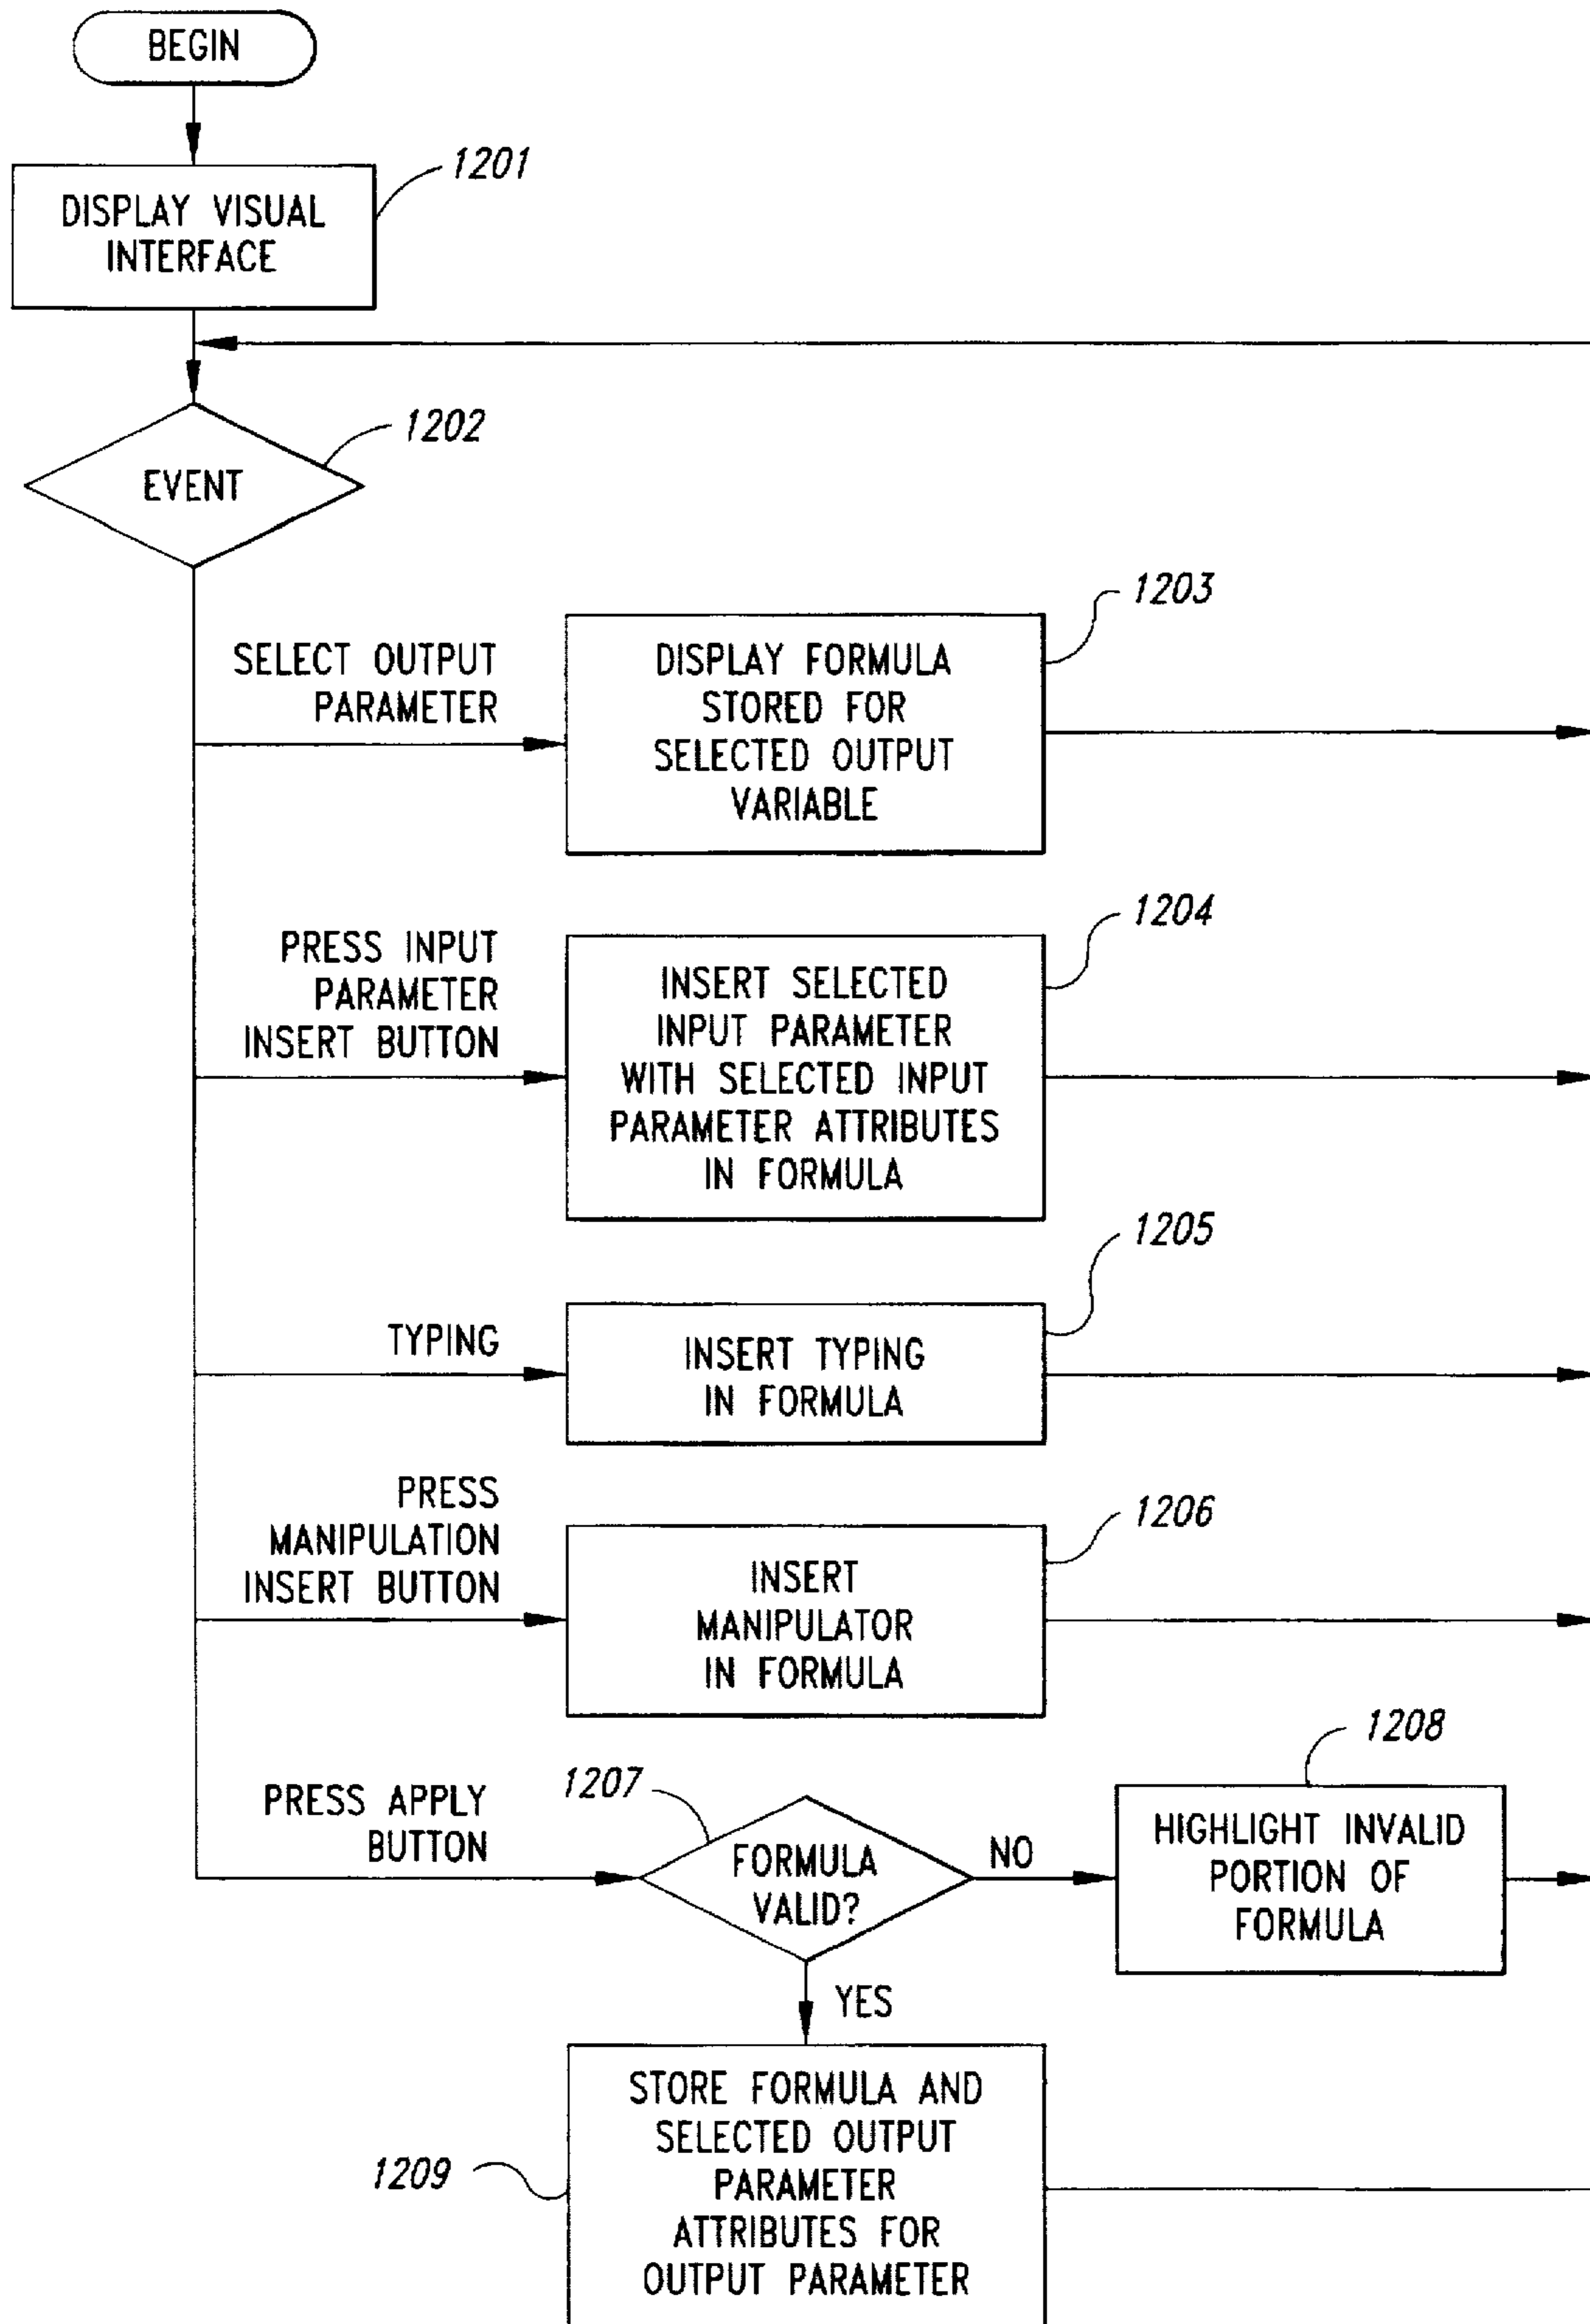 BEGIN
1201
DISPLAY VISUAL
INTERFACE
1202
EVENT
1203
SELECT OUTPUT
PARAMETER
DISPLAY FORMULA
STORED FOR
SELECTED OUTPUT
VARIABLE
1204
PRESS INPUT
PARAMETER
INSERT BUTTON
INSERT SELECTED
INPUT PARAMETER
WITH SELECTED INPUT
PARAMETER ATTRIBUTES
IN FORMULA
1205
TYPING
INSERT TYPING
IN FORMULA
1206
PRESS
MANIPULATION
INSERT BUTTON
INSERT
MANIPULATOR
IN FORMULA
1208
1207
PRESS APPLY
BUTTON
FORMULA
VALID?
NO
HIGHLIGHT INVALID
PORTION OF
FORMULA
YES
1209
STORE FORMULA AND
SELECTED OUTPUT
PARAMETER
ATTRIBUTES FOR
OUTPUT PARAMETER